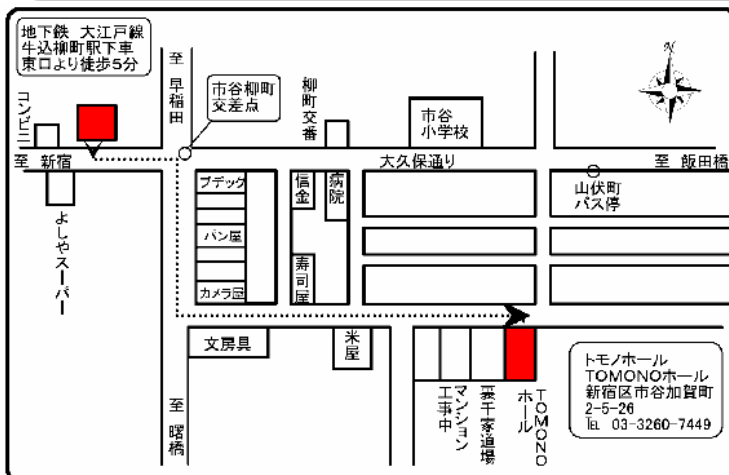 地下鉄 大江戸線
牛込柳町駅下車
東口より徒歩5分
至 早稲田
市谷柳町
交差点
柳町交番
市谷
小学校
N
コンビニ
至 新宿
大久保通り
至 飯田橋
山伏町
バス停
よしやスーパー
ブデック
信金
病院
パン屋
寿司屋
カメラ屋
文房具
米屋
至 曙橋
工事中
マンション
裏千家道場
TOMONO
ホール
トモノホール
TOMONOホール
新宿区市谷加賀町
2-5-26
℡ 03-3260-7449